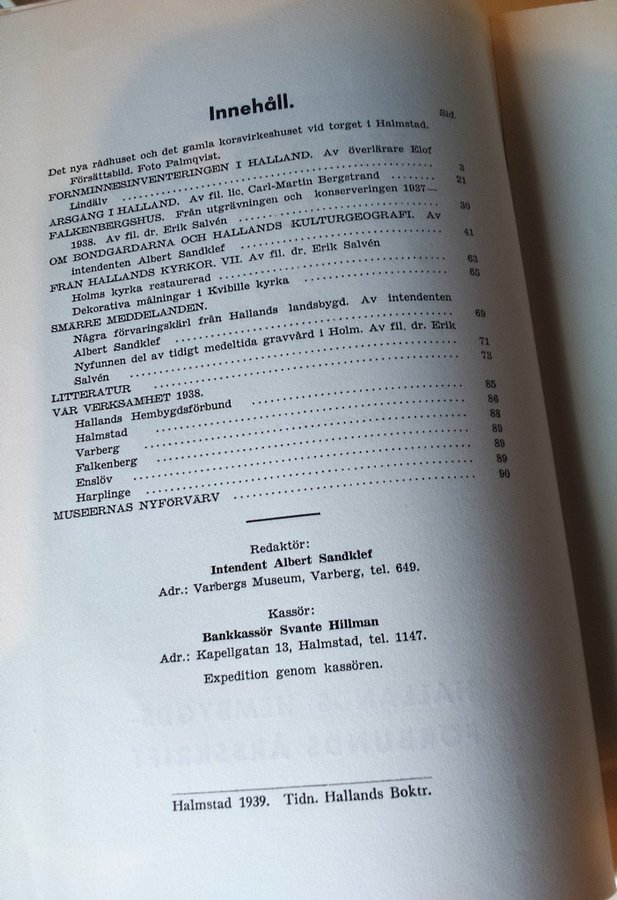 Innehåll.
Sid.
Det nya rådhuset och det gamla korsvirkeshuset vid torget i Halmstad.
Försättsbild. Foto Palmqvist.
FORNMINNESINVENTERINGEN I HALLAND. Av överlärare Elof
Lindälv 3
ÅRSGÅNG I HALLAND. Av fil. lic. Carl-Martin Bergstrand 21
FALKENBERGSHUS. Från utgrävningen och konserveringen 1937—
1938. Av fil. dr. Erik Salvén 30
OM BONDGÅRDARNA OCH HALLANDS KULTURGEOGRAFI. Av
intendenten Albert Sandklef 41
FRÅN HALLANDS KYRKOR. VII. Av fil. dr. Erik Salvén
Holms kyrka restaurerad 63
Dekorativa målningar i Kvibille kyrka 65
SMÄRRE MEDDELANDEN.
Några förvaringskärl från Hallands landsbygd. Av intendenten
Albert Sandklef 69
Nyfunnen del av tidigt medeltida gravvård i Holm. Av fil. dr. Erik
Salvén 71
LITTERATUR 73
VÅR VERKSAMHET 1938.
Hallands Hembygdsförbund 85
Halmstad 86
Varberg 88
Falkenberg 89
Enslöv 89
Harplinge 89
MUSEERNAS NYFÖRVÄRV 90
Redaktör:
Intendent Albert Sandklef
Adr.: Varbergs Museum, Varberg, tel. 649.
Kassör:
Bankkassör Svante Hillman
Adr.: Kapellgatan 13, Halmstad, tel. 1147.
Expedition genom kassören.
Halmstad 1939. Tidn. Hallands Boktr.